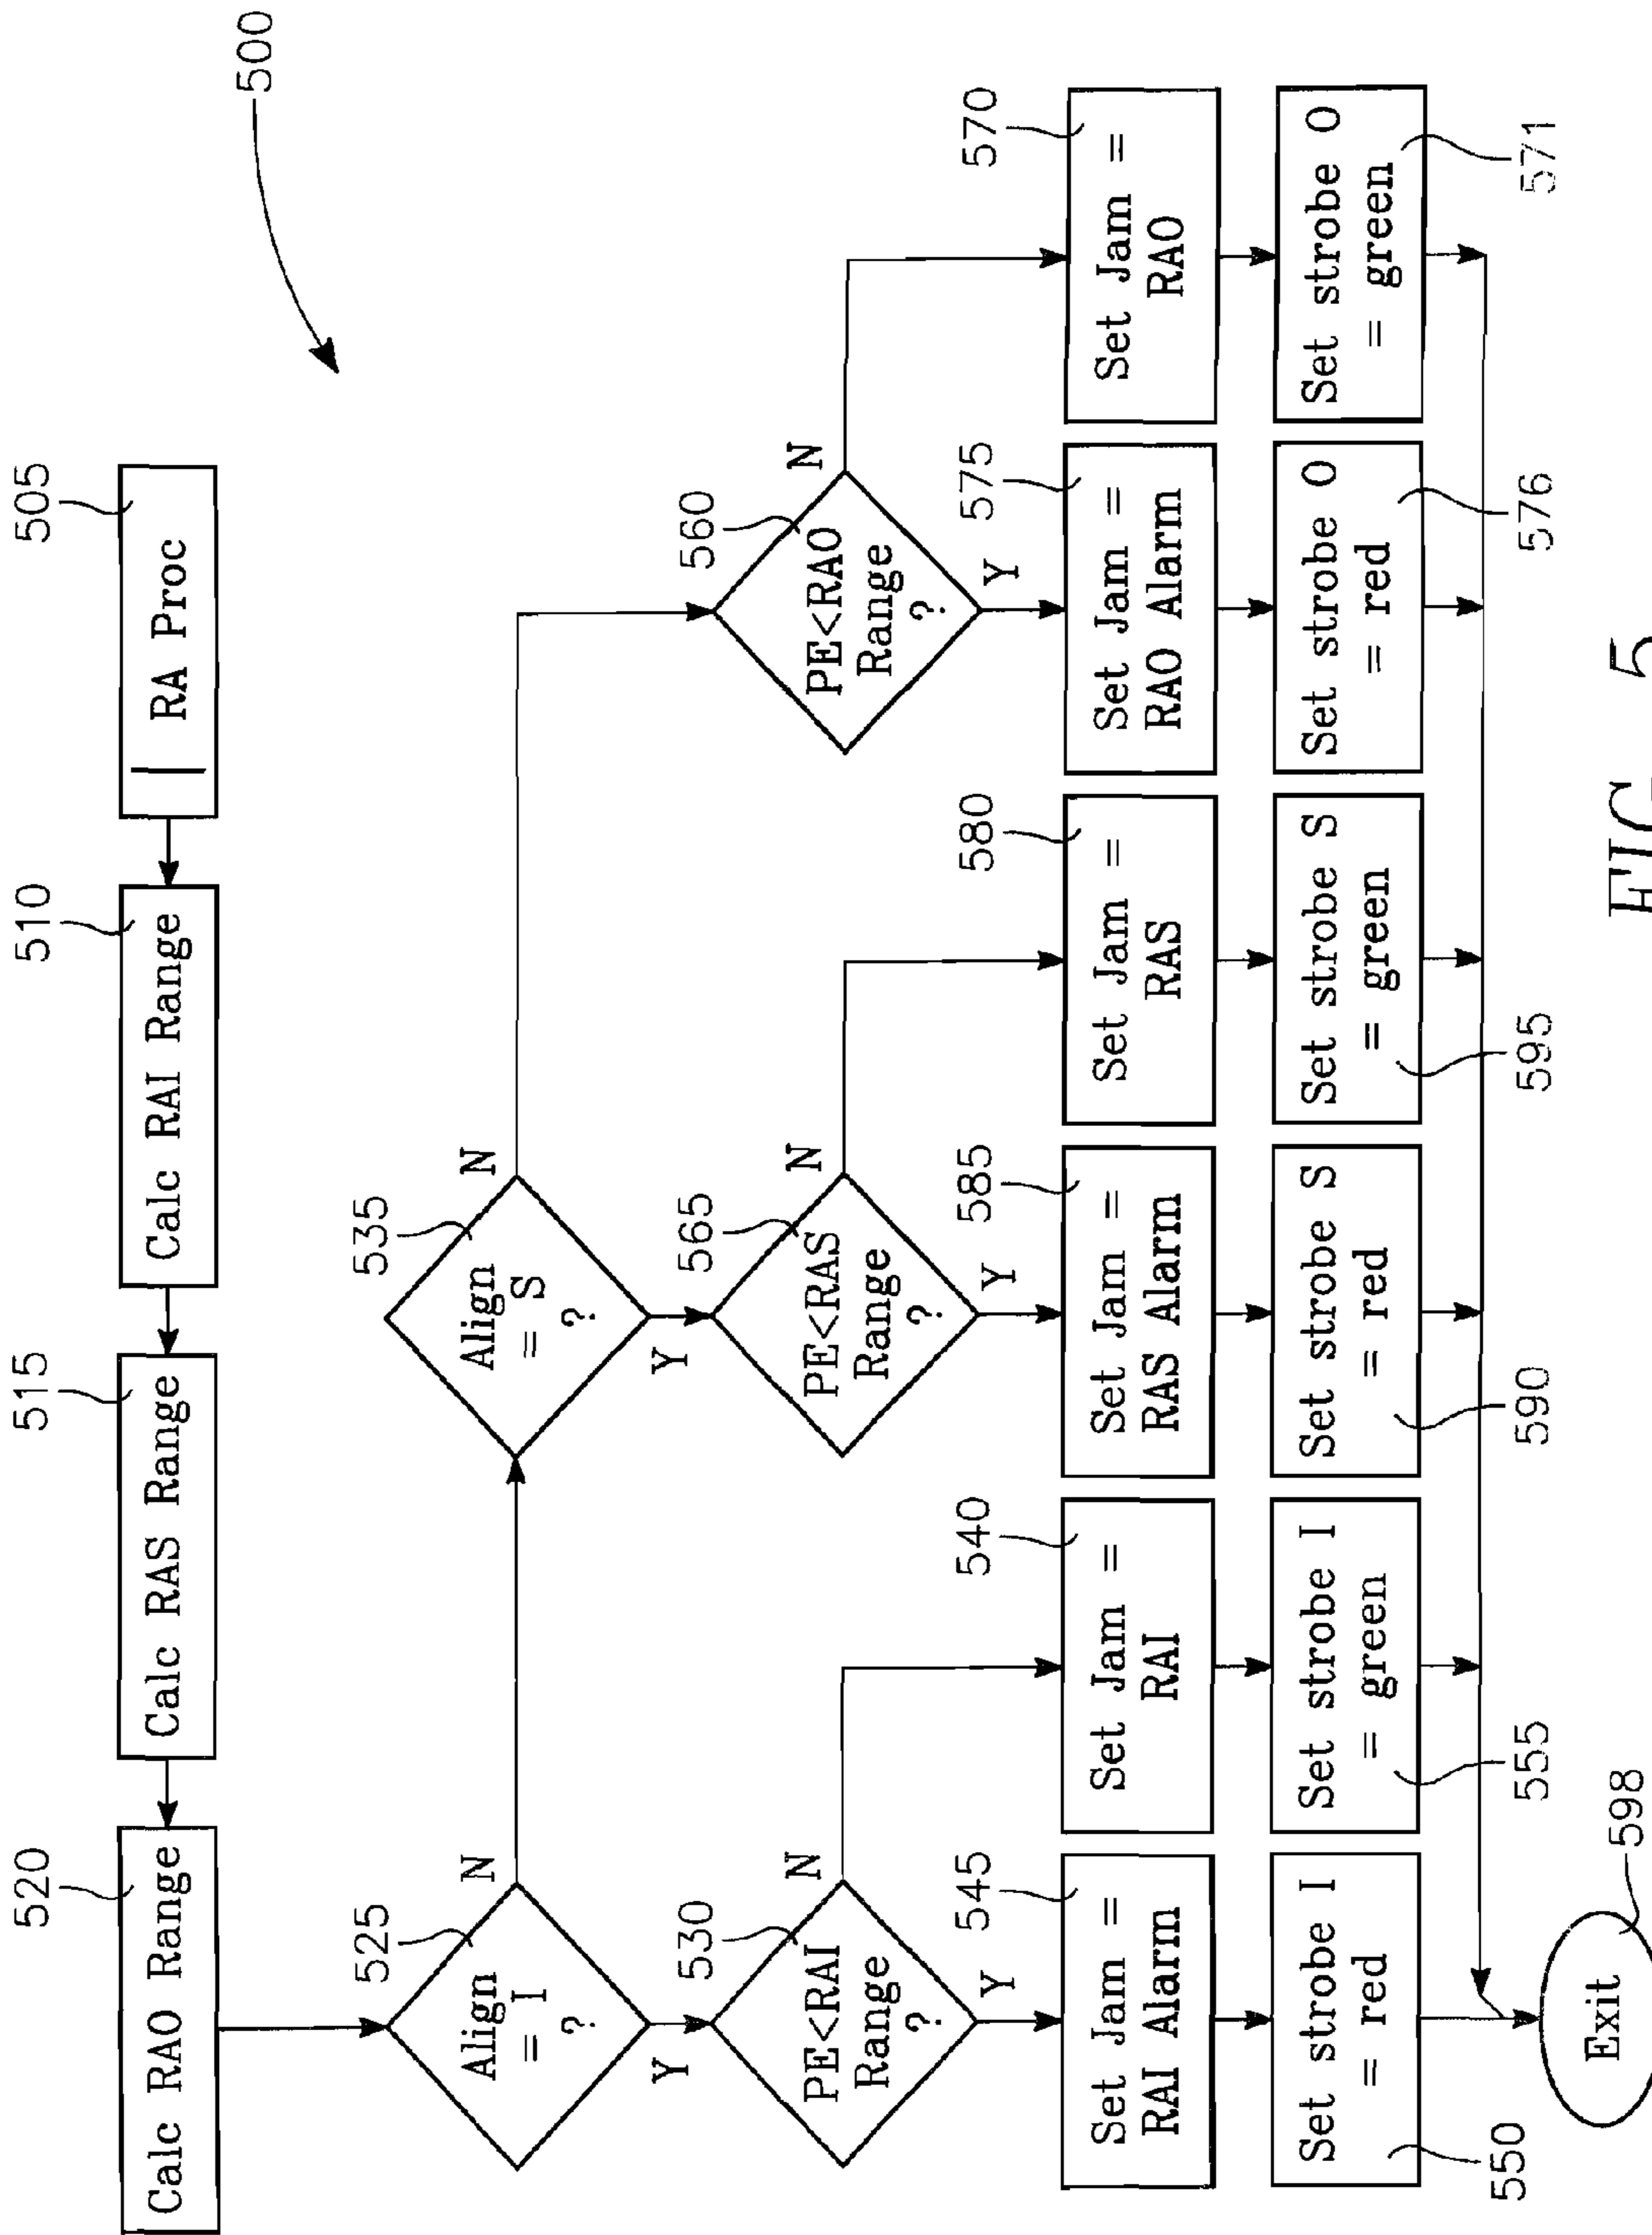 500
505
| RA Proc
510
Calc RAI Range
515
Calc RAS Range
520
Calc RAO Range
525
Align
= I
?
N
Y
535
Align
= S
?
N
Y
530
PE<RAI
Range
?
N
Y
565
PE<RAS
Range
?
N
Y
560
PE<RAO
Range
?
N
Y
545
Set Jam =
RAI Alarm
540
Set Jam =
RAI
585
Set Jam =
RAS Alarm
580
Set Jam =
RAS
575
Set Jam =
RAO Alarm
570
Set Jam =
RAO
Set strobe I
= red
550
Set strobe I
= green
555
Set strobe S
= red
590
Set strobe S
= green
595
Set strobe O
= red
576
Set strobe O
= green
571
Exit
598
FIG. 5